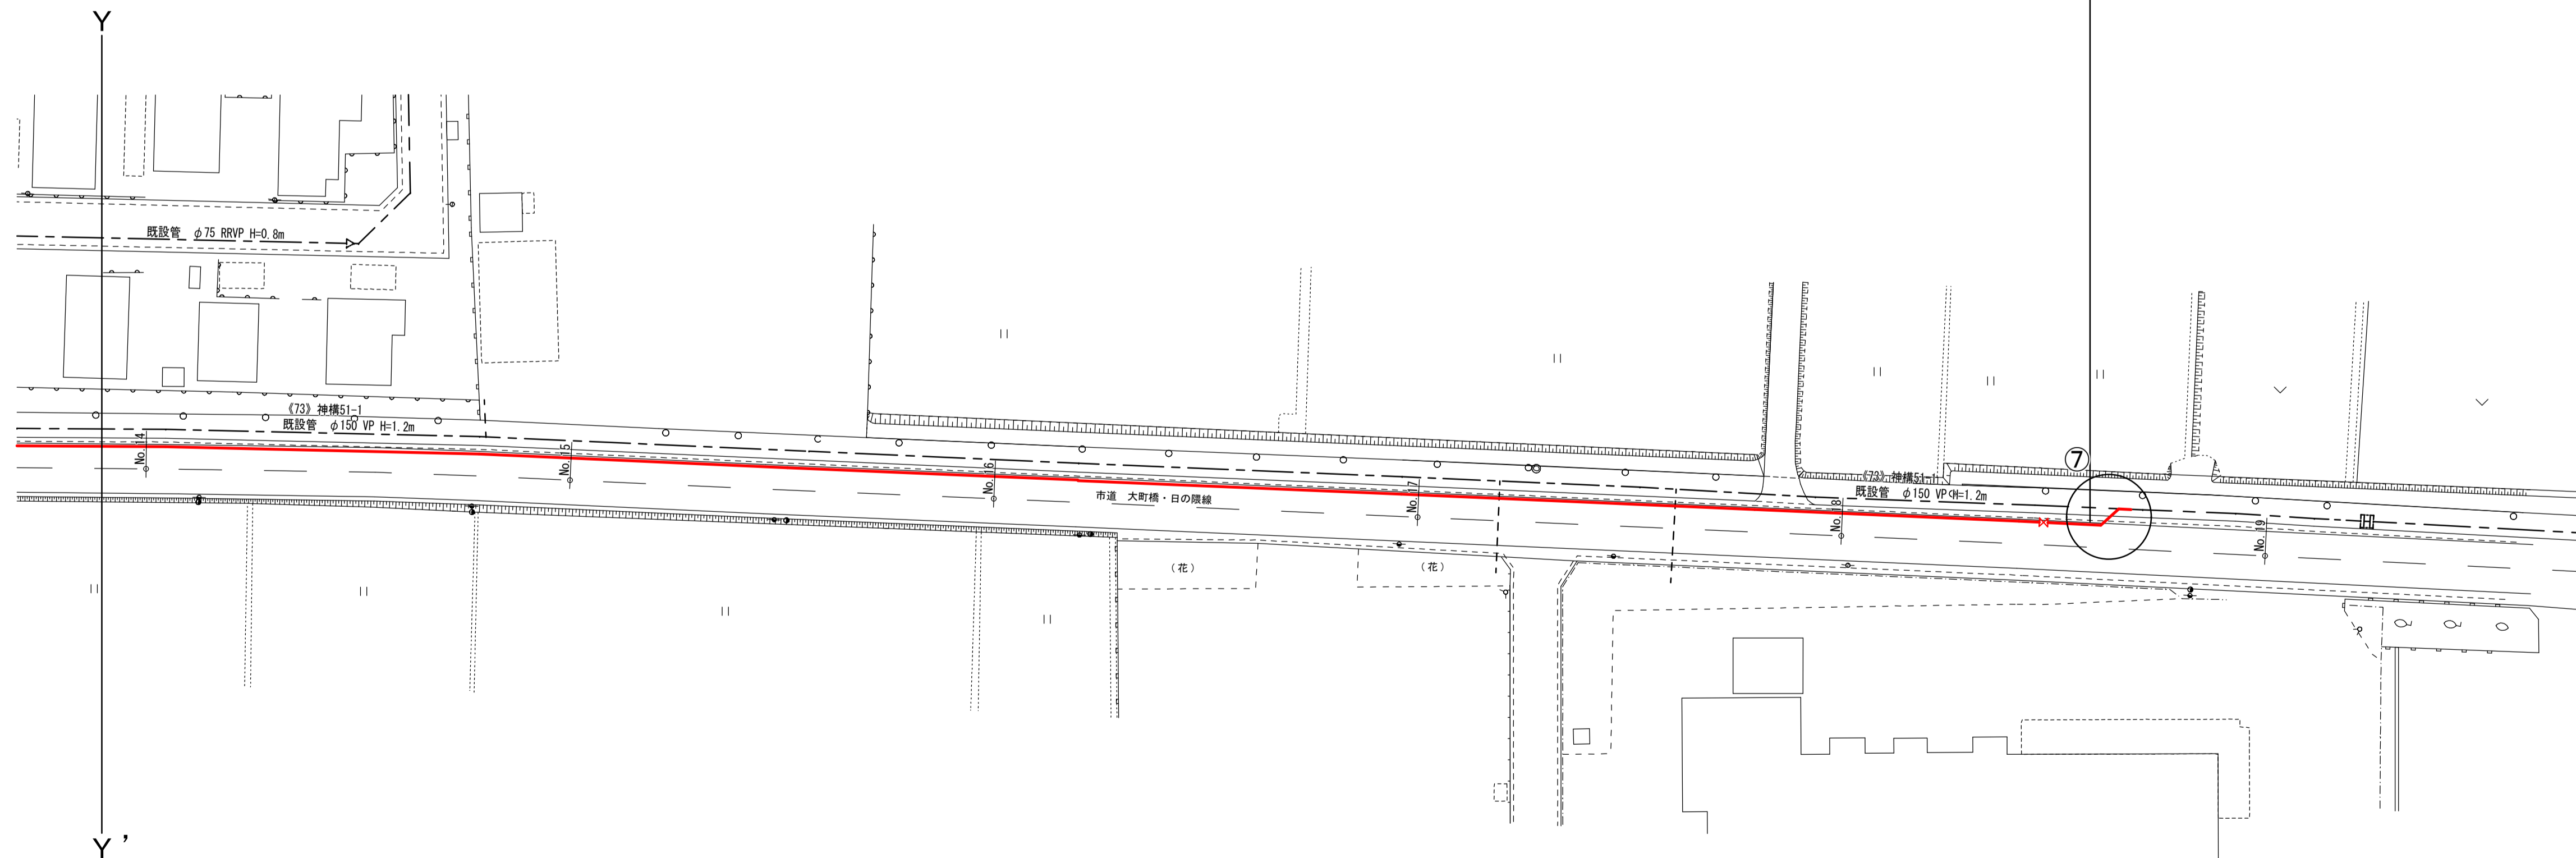 Y
既設管 φ75 RRVP H=0.8m
《73》神構51-1
既設管 φ150 VP H=1.2m
No.14
No.15
No.16
市道 大町橋・日の隈線
No.17
No.18
《73》神構51-1
既設管 φ150 VP H=1.2m
⑦
No.19
(花)
(花)
Y'